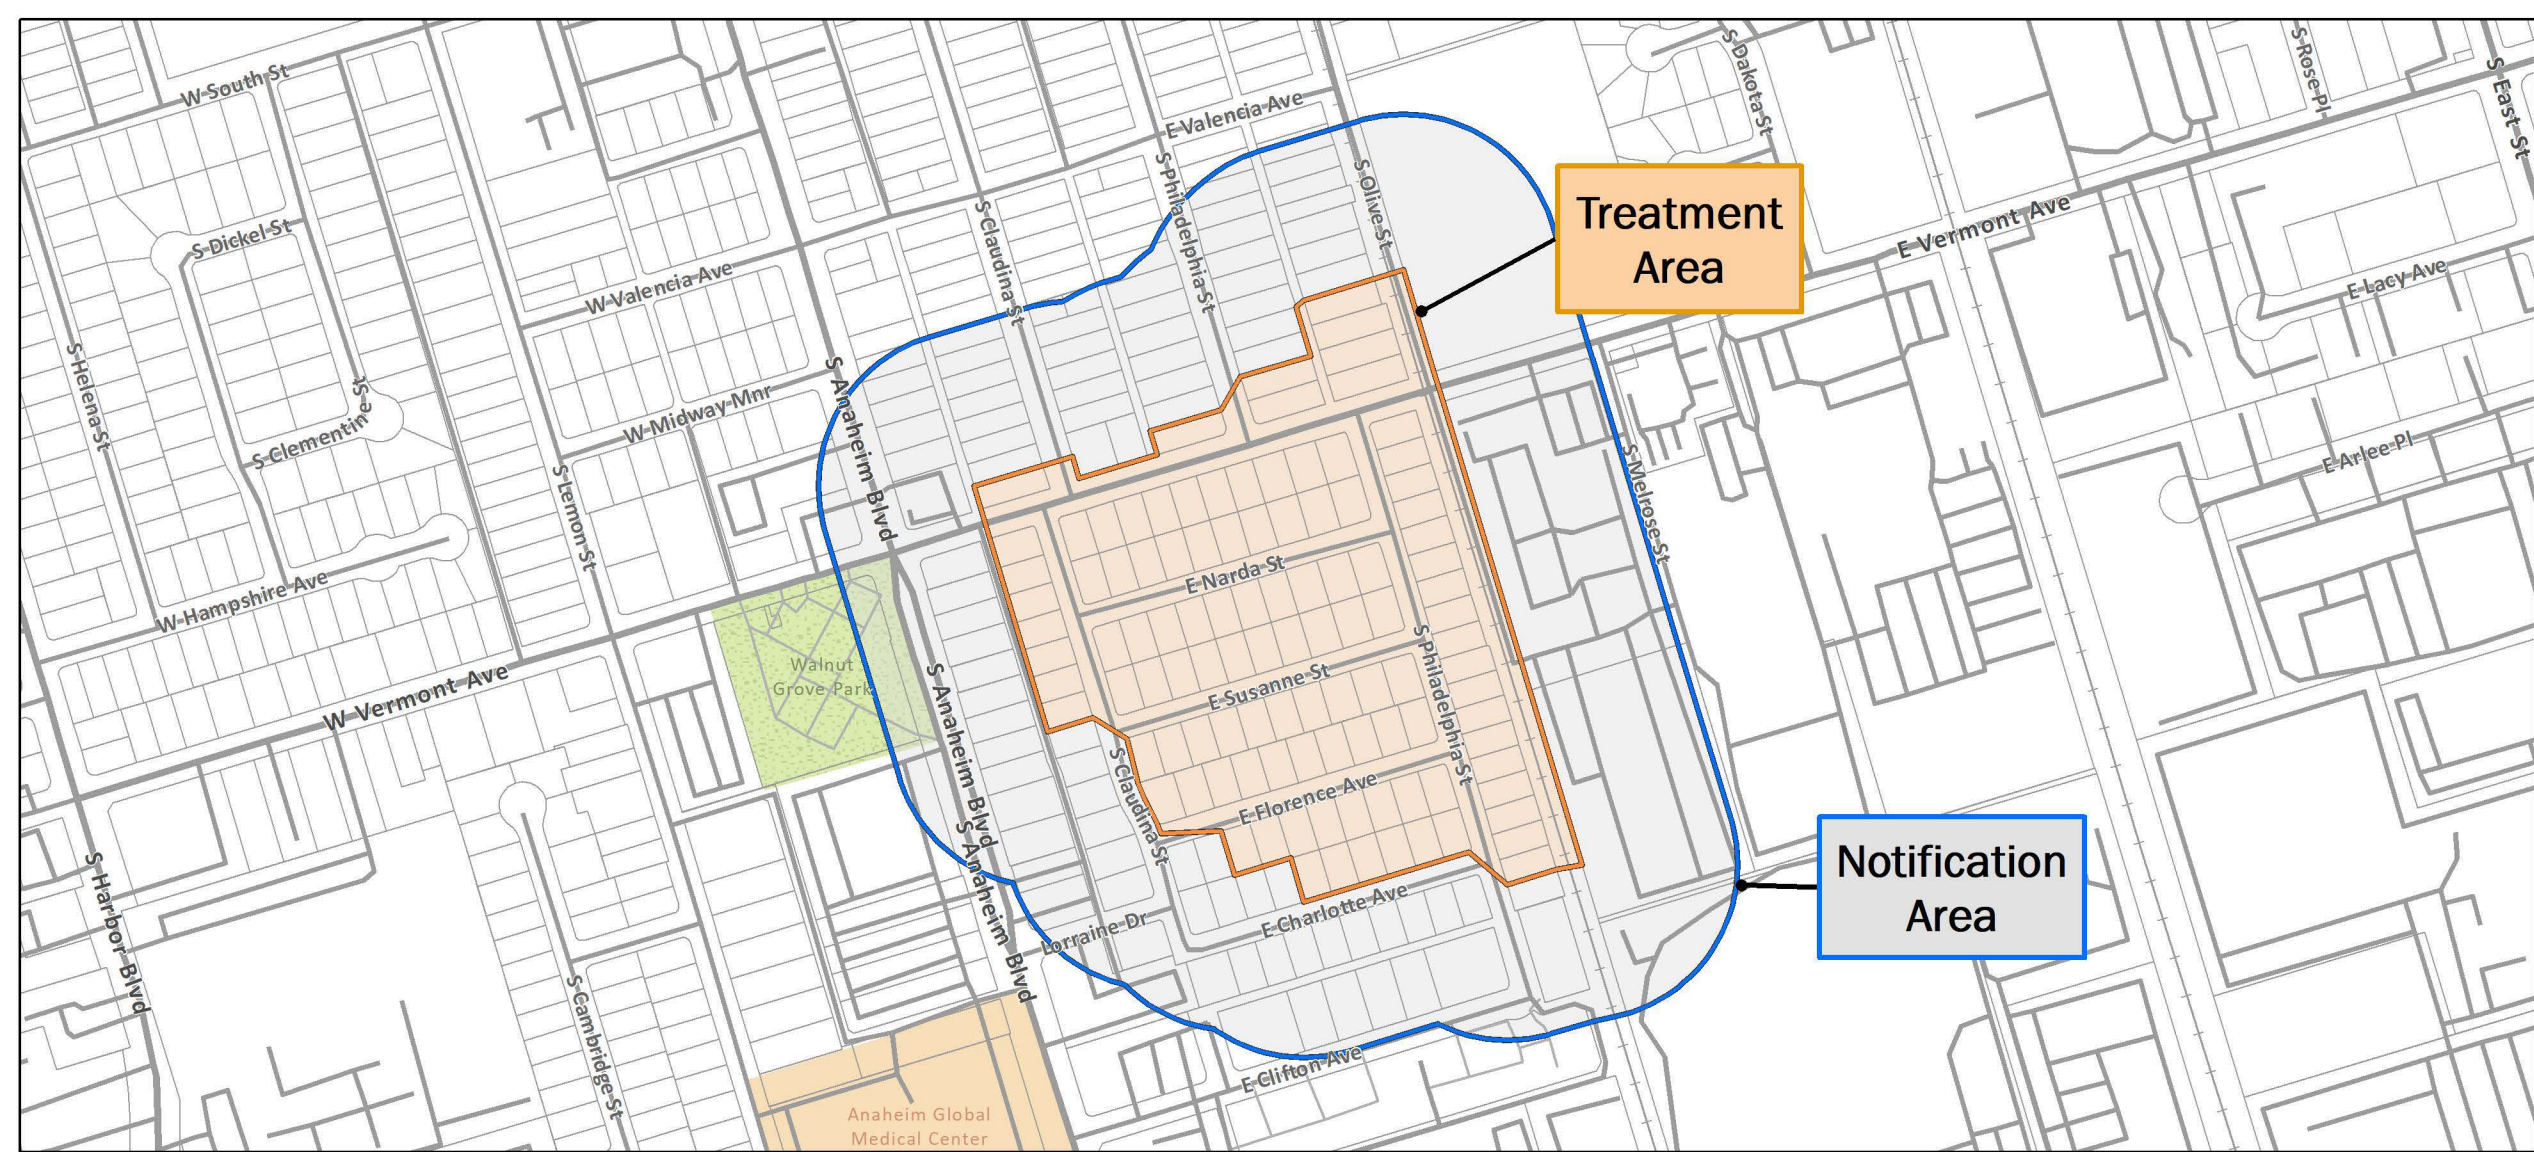 W South St
E Valencia Ave
S Dakota St
S Rose Pl
S East St
S Olive St
S Philadelphia St
S Claudina St
Treatment
Area
E Vermont Ave
S Dickel St
W Valencia Ave
E Lacy Ave
S Helena St
S Clementine St
W Midway Mnr
S Anaheim Blvd
S Lemon St
S Melrose St
E Arlee Pl
W Hampshire Ave
E Narda St
Walnut
Grove Park
W Vermont Ave
S Anaheim Blvd
E Susanne St
S Philadelphia St
S Claudina St
E Florence Ave
S Anaheim Blvd
Notification
Area
S Harbor Blvd
Lorraine Dr
E Charlotte Ave
S Cambridge St
E Clifton Ave
Anaheim Global
Medical Center